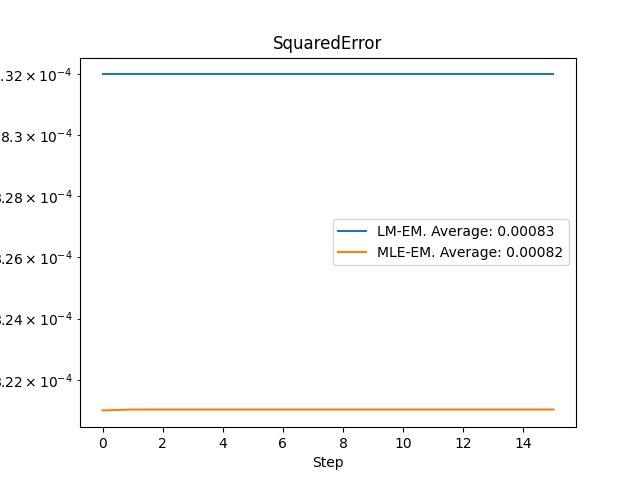 SquaredError
.32 × 10⁻⁴
8.3 × 10⁻⁴
.28 × 10⁻⁴
.26 × 10⁻⁴
.24 × 10⁻⁴
.22 × 10⁻⁴
LM-EM. Average: 0.00083
MLE-EM. Average: 0.00082
0 2 4 6 8 10 12 14
Step